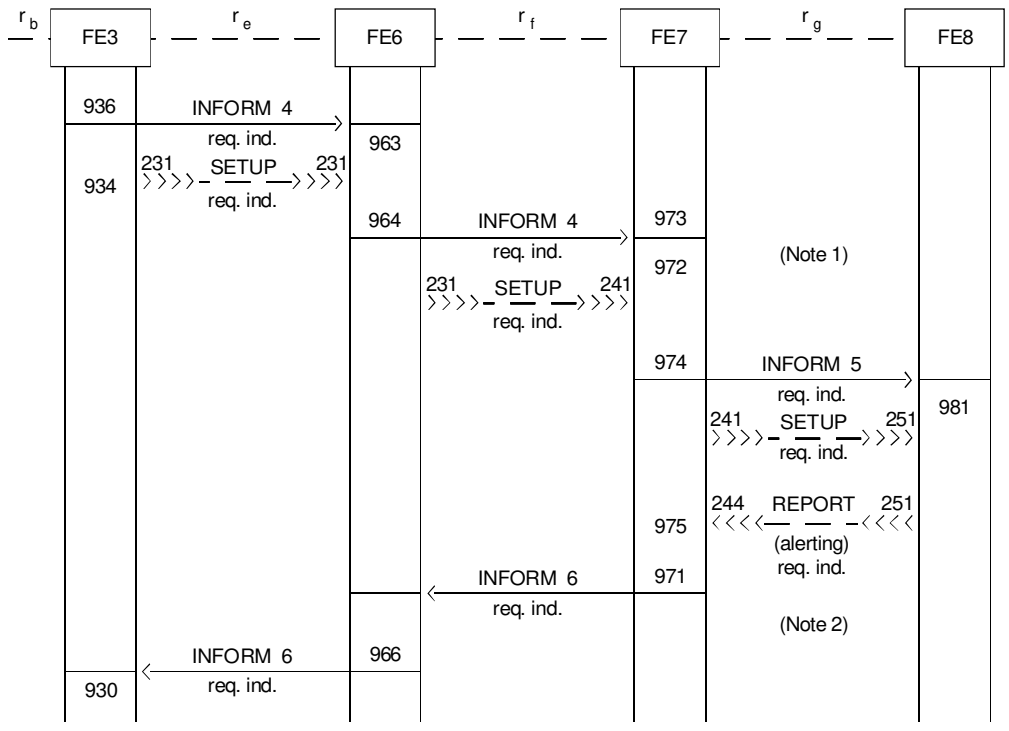 r b r e r f r g
FE3 FE6 FE7 FE8
936 INFORM 4
req. ind. 963
231 SETUP 231
934 req. ind.
964 INFORM 4 973
req. ind. (Note 1)
972
231 SETUP 241
req. ind.
974 INFORM 5
req. ind. 981
241 SETUP 251
req. ind.
244 REPORT 251
975 (alerting)
req. ind.
INFORM 6 971
req. ind. (Note 2)
INFORM 6 966
930 req. ind.